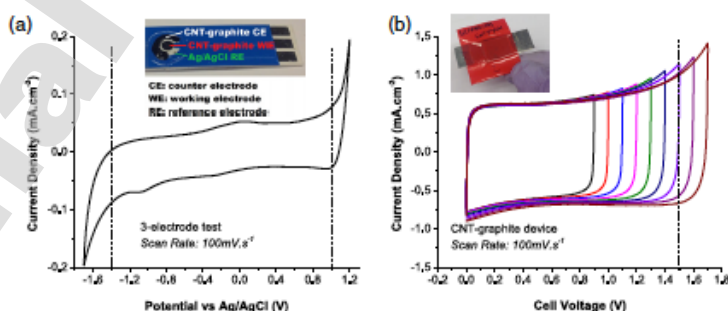 (a)
CNT-graphite CE
CNT-graphite WE
Ag/AgCl RE
CE: counter electrode
WE: working electrode
RE: reference electrode
3-electrode test
Scan Rate: 100mV.s⁻¹
Current Density (mA.cm⁻²)
0.2
0.1
0.0
-0.1
-0.2
-1.6 -1.2 -0.8 -0.4 0.0 0.4 0.8 1.2
Potential vs Ag/AgCl (V)
(b)
CNT-graphite device
Scan Rate: 100mV.s⁻¹
Current Density (mA.cm⁻²)
1.5
1.0
0.5
0.0
-0.5
-1.0
-1.5
0.0 0.2 0.4 0.6 0.8 1.0 1.2 1.4 1.6 1.8
Cell Voltage (V)